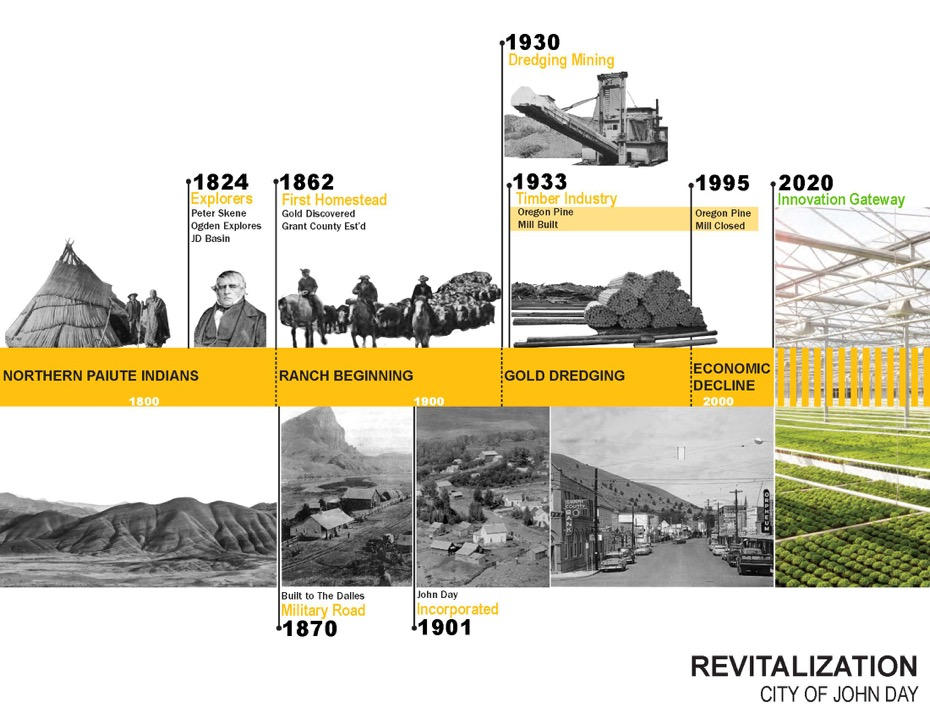 1930
Dredging Mining
1824
Explorers
Peter Skene
Ogden Explores
JD Basin
1862
First Homestead
Gold Discovered
Grant County Est'd
1933
Timber Industry
Oregon Pine
Mill Built
1995
Oregon Pine
Mill Closed
2020
Innovation Gateway
NORTHERN PAIUTE INDIANS
RANCH BEGINNING
GOLD DREDGING
ECONOMIC
DECLINE
1800
1900
2000
BANK
ORPHEUM
Built to The Dalles
Military Road
1870
John Day
Incorporated
1901
REVITALIZATION
CITY OF JOHN DAY